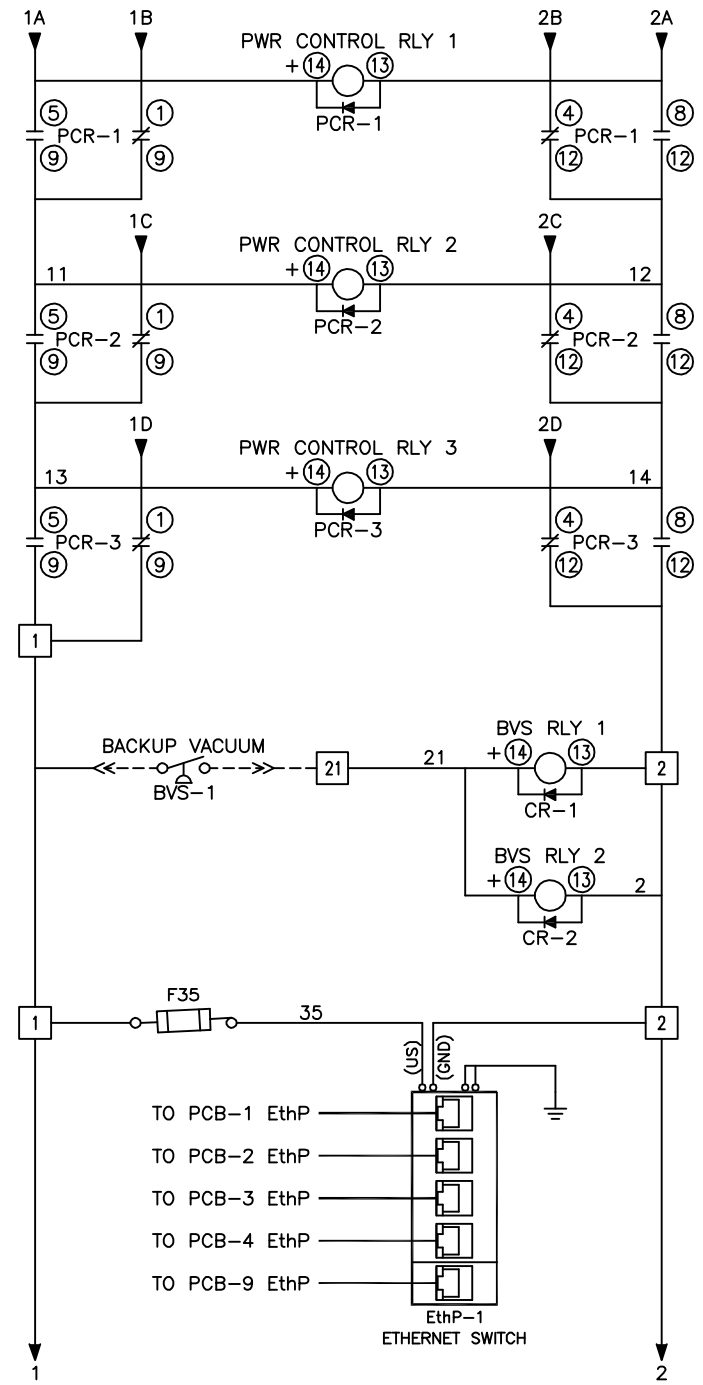 1A 1B 2B 2A
PWR CONTROL RLY 1
+ 14 13
PCR-1
5 1 4 8
PCR-1 PCR-1
9 9 12 12
1C 2C
PWR CONTROL RLY 2
11 + 14 13 12
PCR-2
5 1 4 8
PCR-2 PCR-2
9 9 12 12
1D 2D
PWR CONTROL RLY 3
13 + 14 13 14
PCR-3
5 1 4 8
PCR-3 PCR-3
9 9 12 12
1
BACKUP VACUUM
BVS-1
21
21
BVS RLY 1
+ 14 13
CR-1
2
BVS RLY 2
+ 14 13 2
CR-2
F35
1 35 2
(US) (GND)
TO PCB-1 EthP
TO PCB-2 EthP
TO PCB-3 EthP
TO PCB-4 EthP
TO PCB-9 EthP
EthP-1
ETHERNET SWITCH
1 2